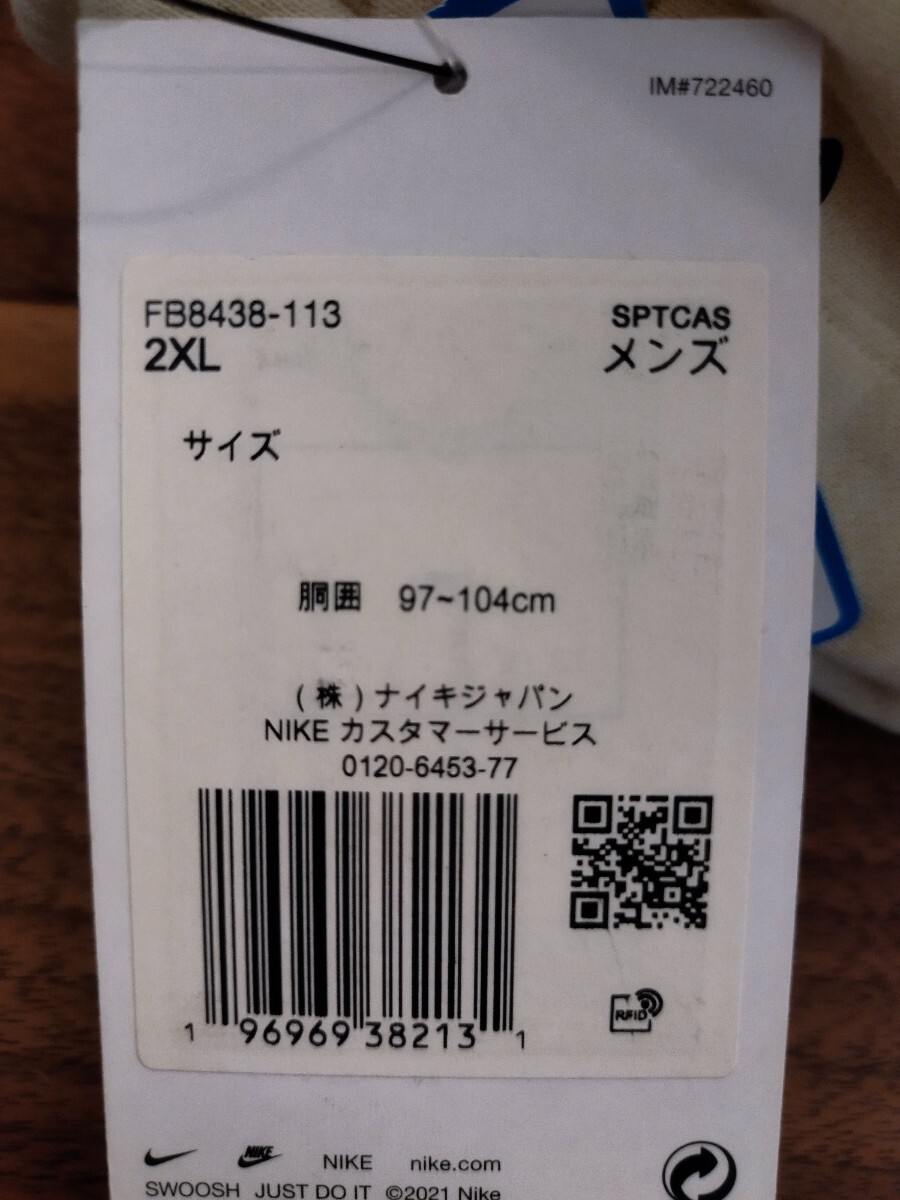 IM#722460
FB8438-113 SPTCAS
2XL メンズ
サイズ
胴囲 97~104cm
(株)ナイキジャパン
NIKE カスタマーサービス
0120-6453-77
1 96969 38213 1
RFID
NIKE NIKE nike.com
SWOOSH JUST DO IT ©2021 Nike